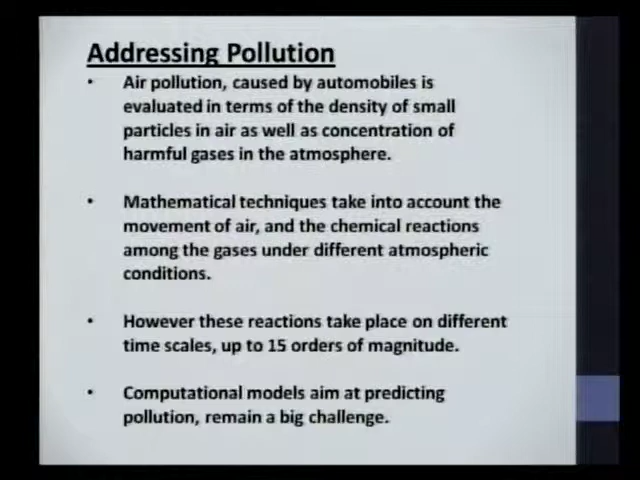 Addressing Pollution
• Air pollution, caused by automobiles is
evaluated in terms of the density of small
particles in air as well as concentration of
harmful gases in the atmosphere.
• Mathematical techniques take into account the
movement of air, and the chemical reactions
among the gases under different atmospheric
conditions.
• However these reactions take place on different
time scales, up to 15 orders of magnitude.
• Computational models aim at predicting
pollution, remain a big challenge.